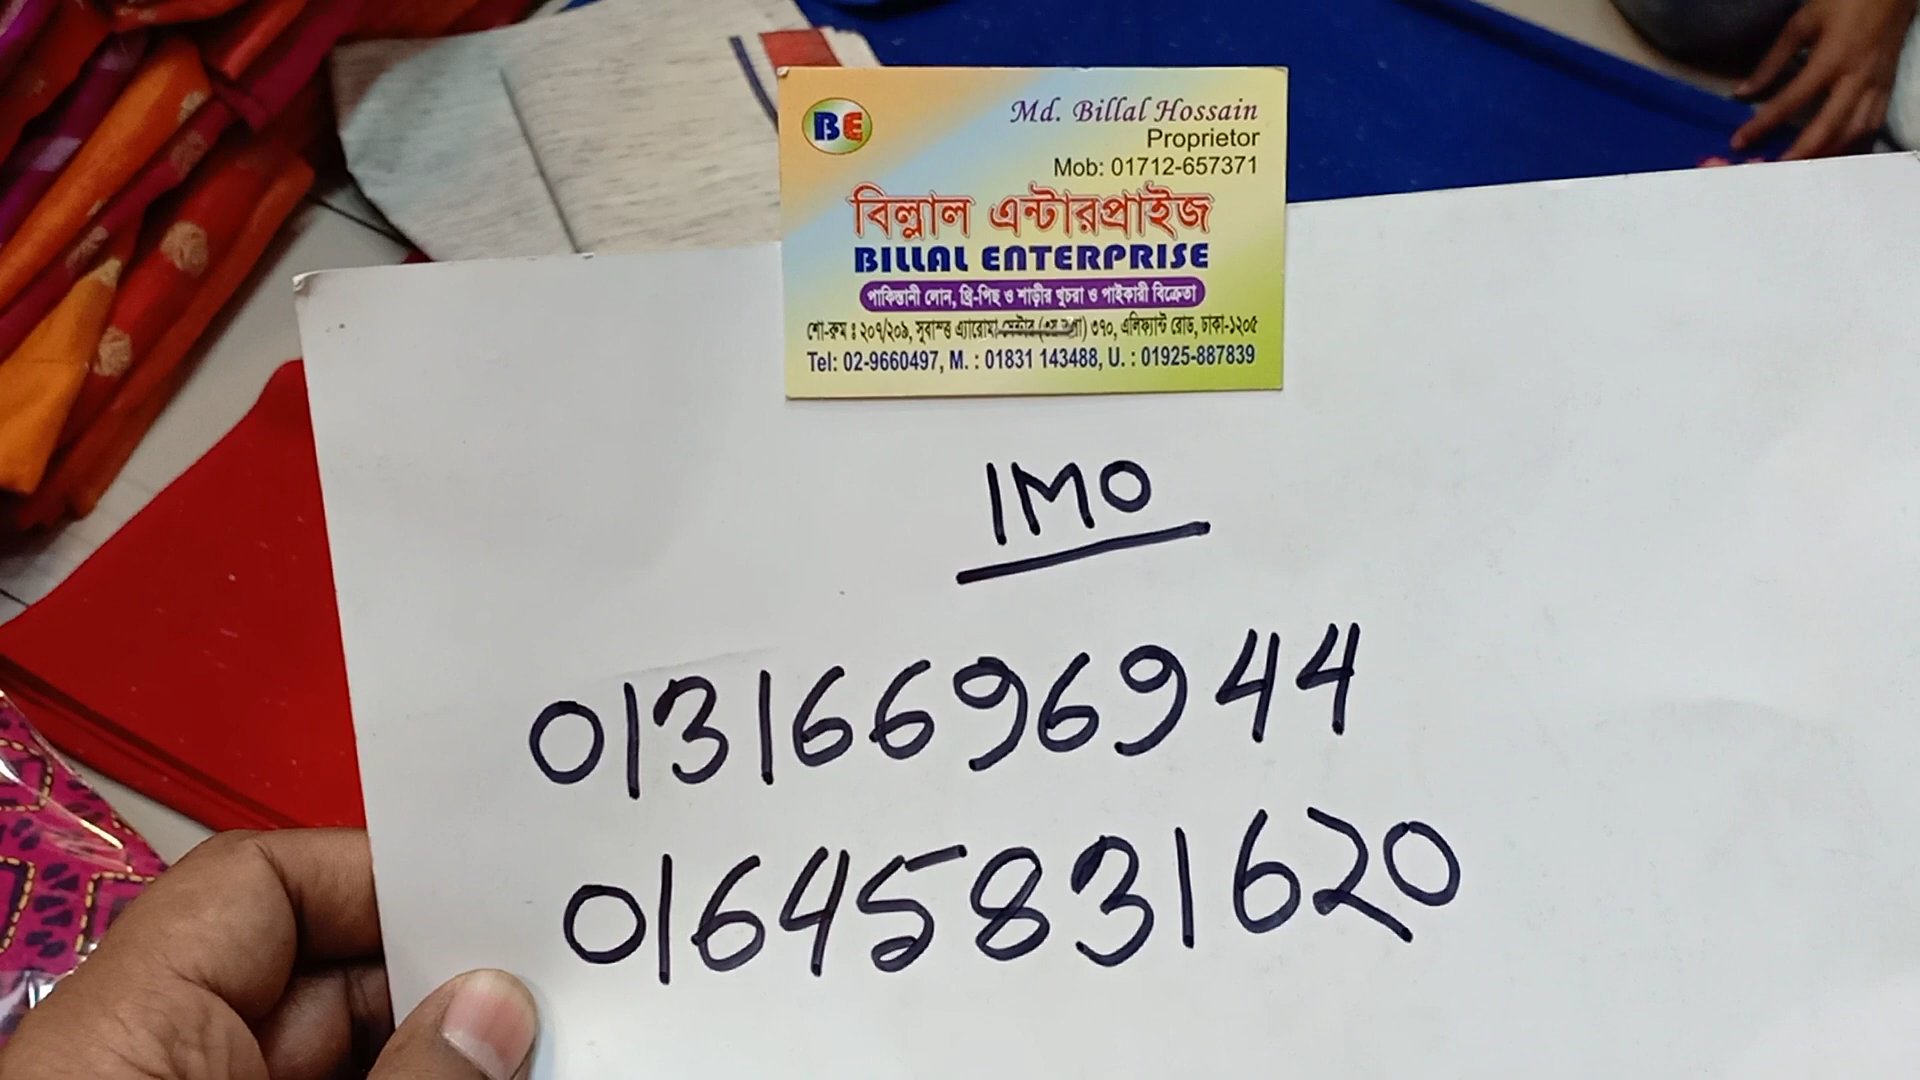 BE
Md. Billal Hossain
Proprietor
Mob: 01712-657371
বিল্লাল এন্টারপ্রাইজ
BILLAL ENTERPRISE
পাকিস্তানী লোন, থ্রি-পিছ ও শাড়ীর খুচরা ও পাইকারী বিক্রেতা
শো-রুম ঃ ২০৭/২০৯, সুবাস্তু এ্যারোমা ৩৭০, এলিফ্যান্ট রোড, ঢাকা-১২০৫
Tel: 02-9660497, M. : 01831 143488, U. : 01925-887839
IMO
01316696944
01645831620